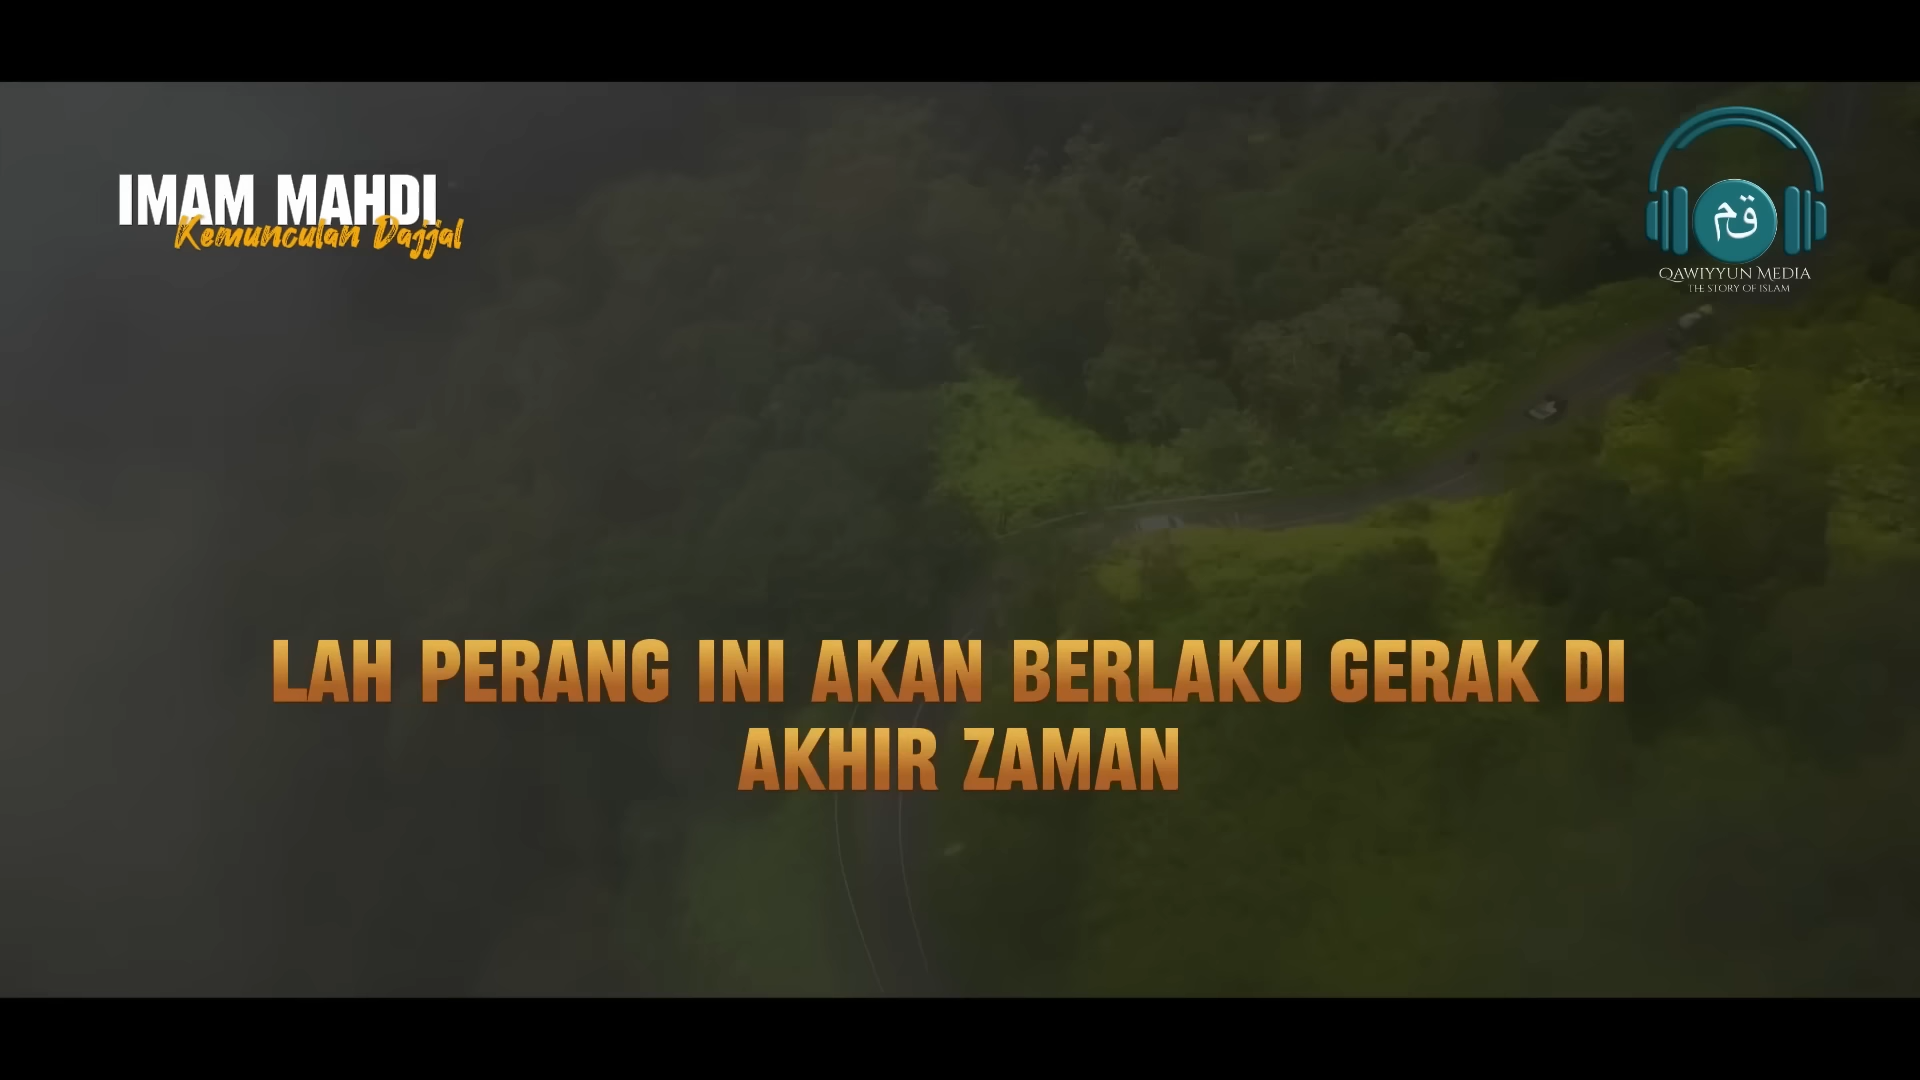 IMAM MAHDI
Kemunculan Dajjal
قم
QAWIYYUN MEDIA
THE STORY OF ISLAM
LAH PERANG INI AKAN BERLAKU GERAK DI
AKHIR ZAMAN